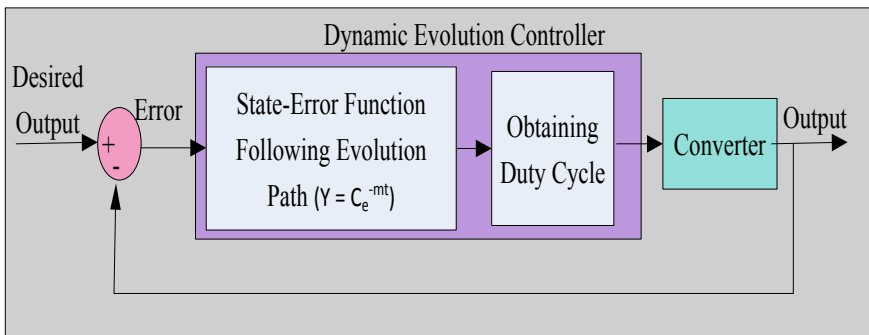 Dynamic Evolution Controller
Desired
Output
+
-
Error
State-Error Function
Following Evolution
Path (Y = Cₑ⁻ᵐᵗ)
Obtaining
Duty Cycle
Converter
Output